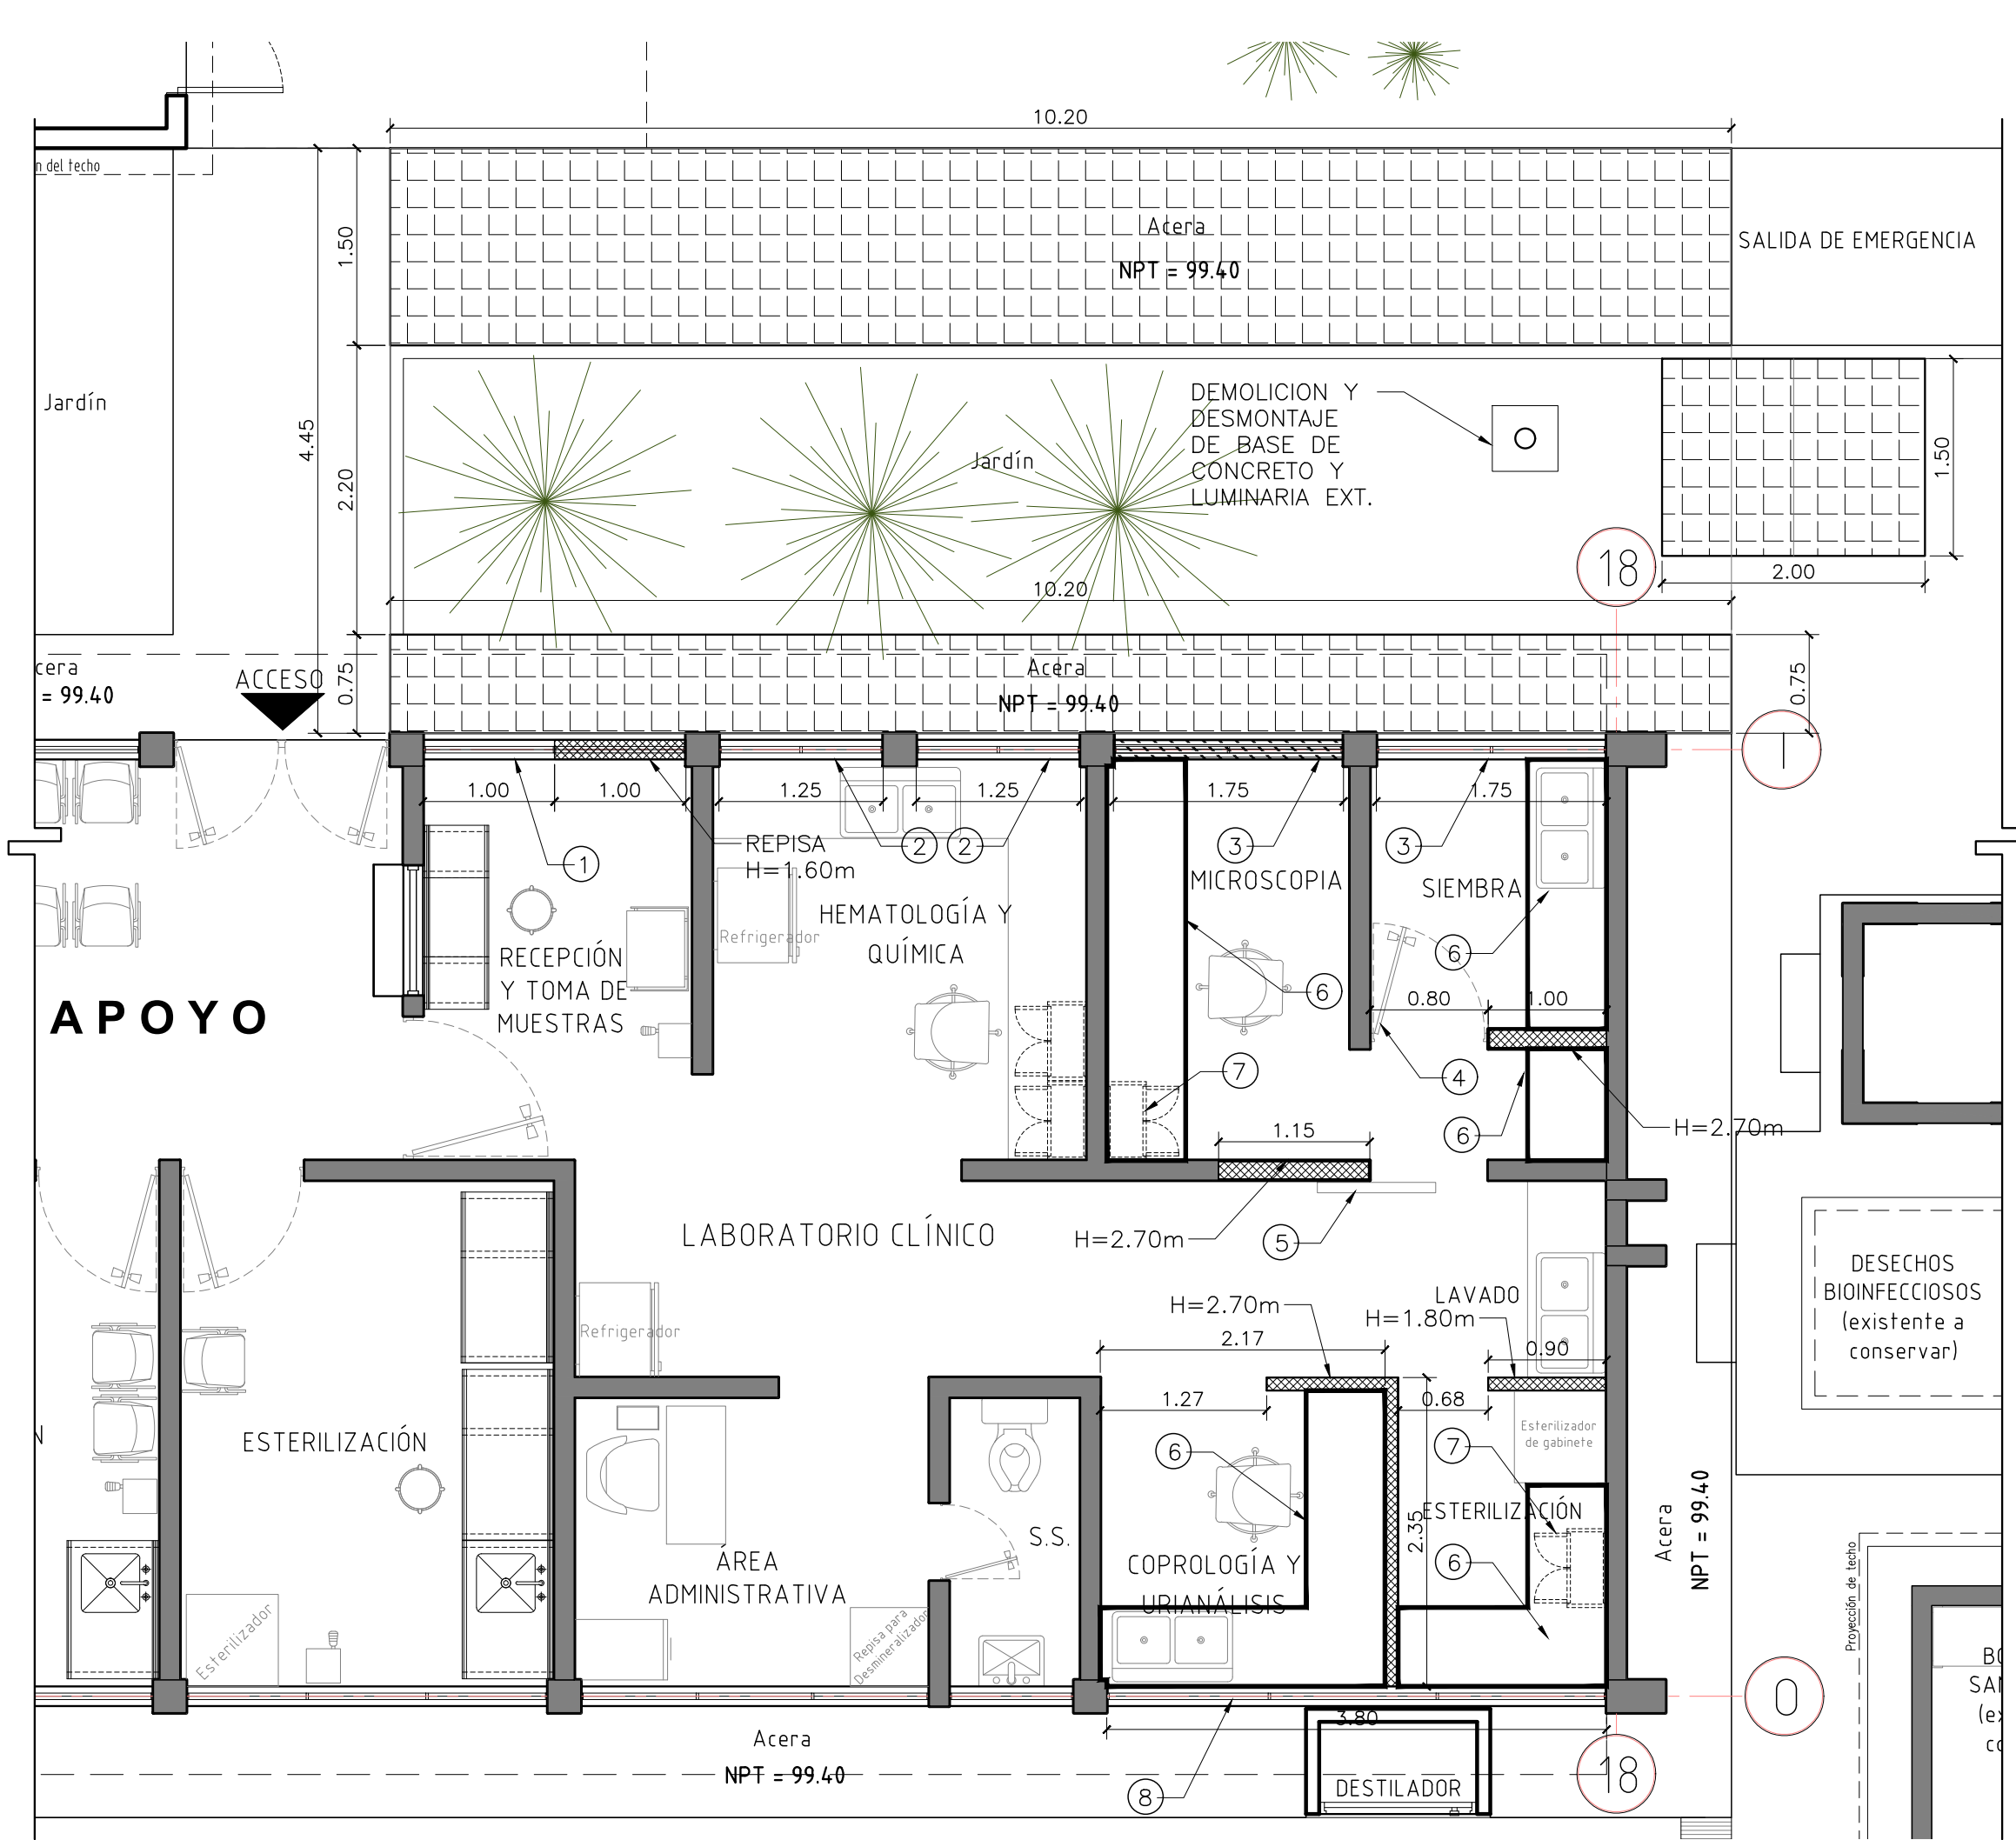 10.20
n del techo
Acera
NPT = 99.40
SALIDA DE EMERGENCIA
1.50
Jardín
4.45
2.20
DEMOLICION Y
DESMONTAJE
DE BASE DE
CONCRETO Y
LUMINARIA EXT.
Jardín
1.50
18
2.00
10.20
cera
= 99.40
ACCESO
0.75
Acera
NPT = 99.40
0.75
I
1.00
1.00
1.25
1.25
1.75
1.75
REPISA
H=1.60m
1
2
2
3
3
MICROSCOPIA
SIEMBRA
HEMATOLOGÍA Y
QUÍMICA
Refrigerador
RECEPCIÓN
Y TOMA DE
MUESTRAS
6
6
0.80
1.00
APOYO
7
4
6
H=2.70m
1.15
LABORATORIO CLÍNICO
H=2.70m
5
DESECHOS
BIOINFECCIOSOS
(existente a
conservar)
LAVADO
H=2.70m
H=1.80m
Refrigerador
2.17
0.90
1.27
0.68
N
ESTERILIZACIÓN
Esterilizador
de gabinete
6
7
2.35
ESTERILIZACIÓN
S.S.
ÁREA
ADMINISTRATIVA
COPROLOGÍA Y
URIANÁLISIS
6
Acera
NPT = 99.40
Proyección de techo
Esterilizador
Repisa para
Desmineralizador
O
3.80
Acera
NPT = 99.40
8
DESTILADOR
18
BO
SAN
(ex
co